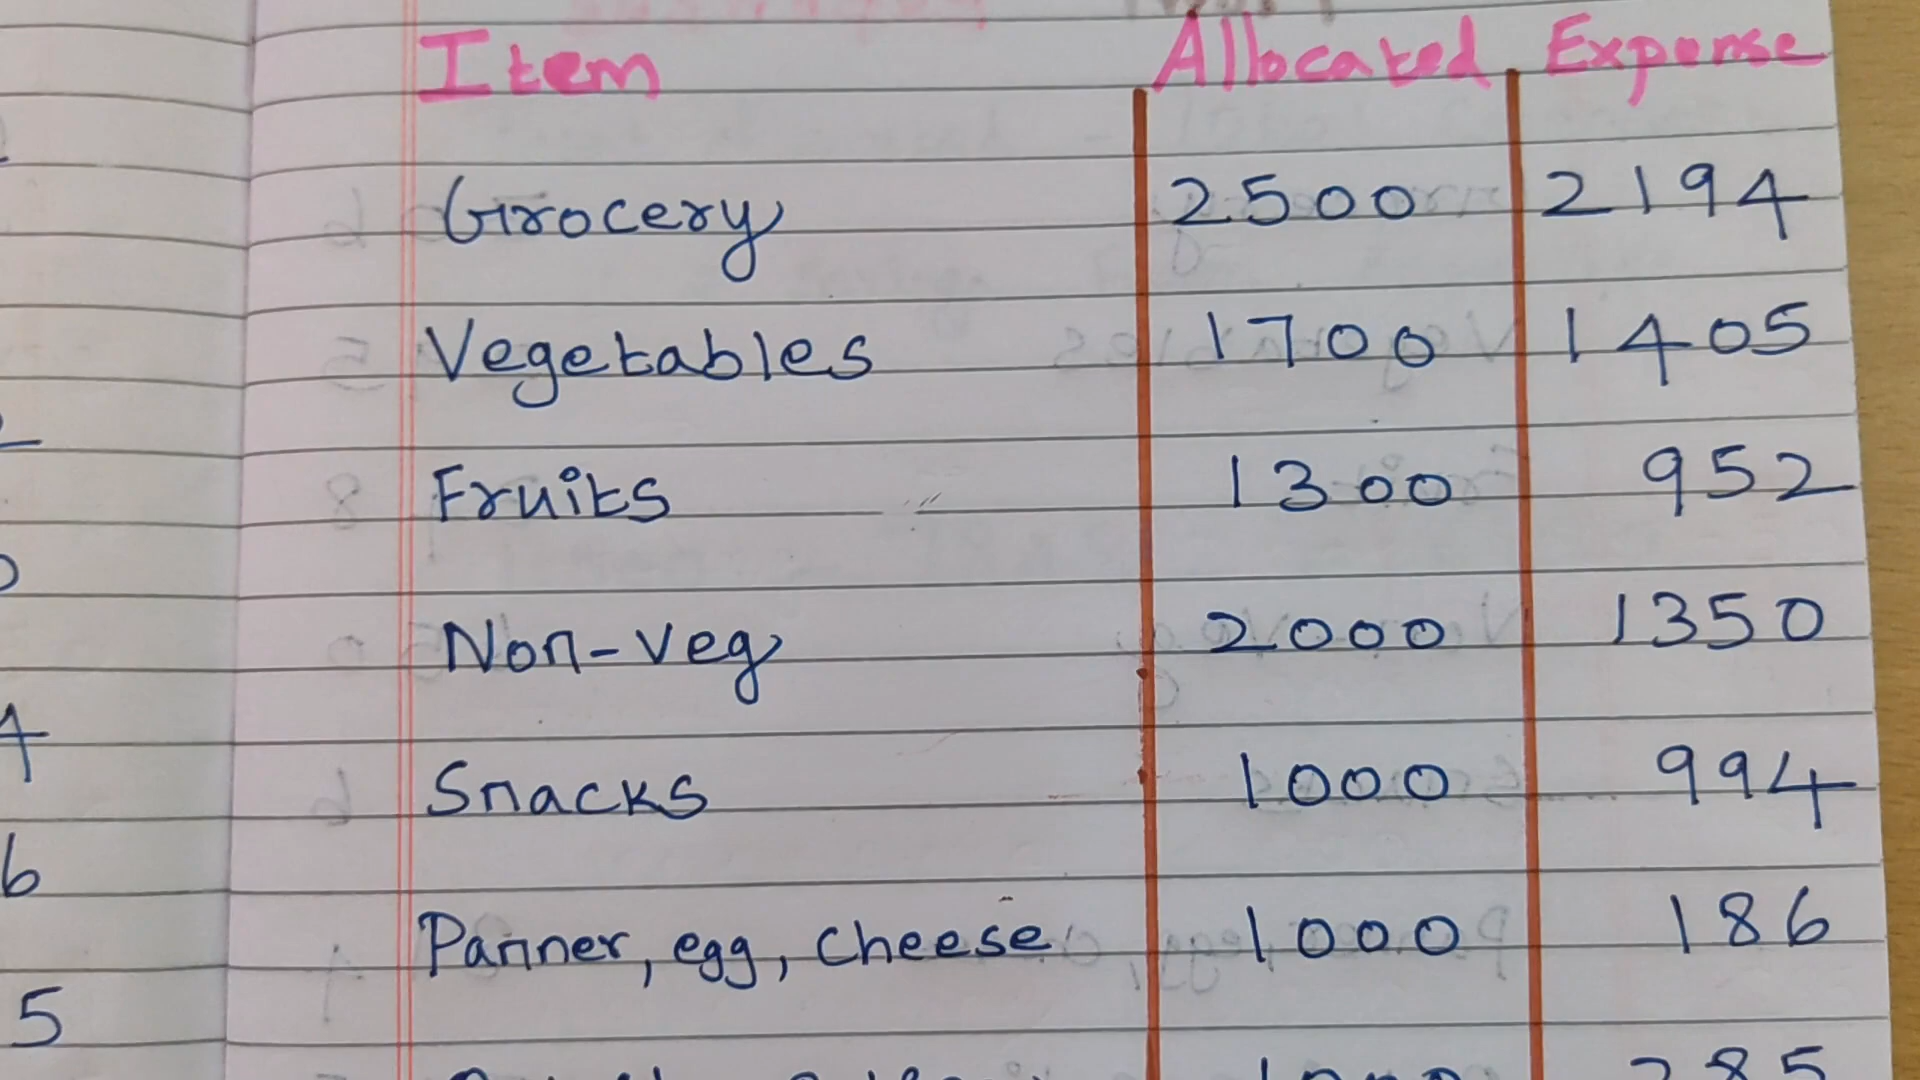 Item Allocated Expense
Grocery 2500 2194
Vegetables 1700 1405
Fruits 1300 952
Non-veg 2000 1350
Snacks 1000 994
Panner, egg, cheese 1000 186